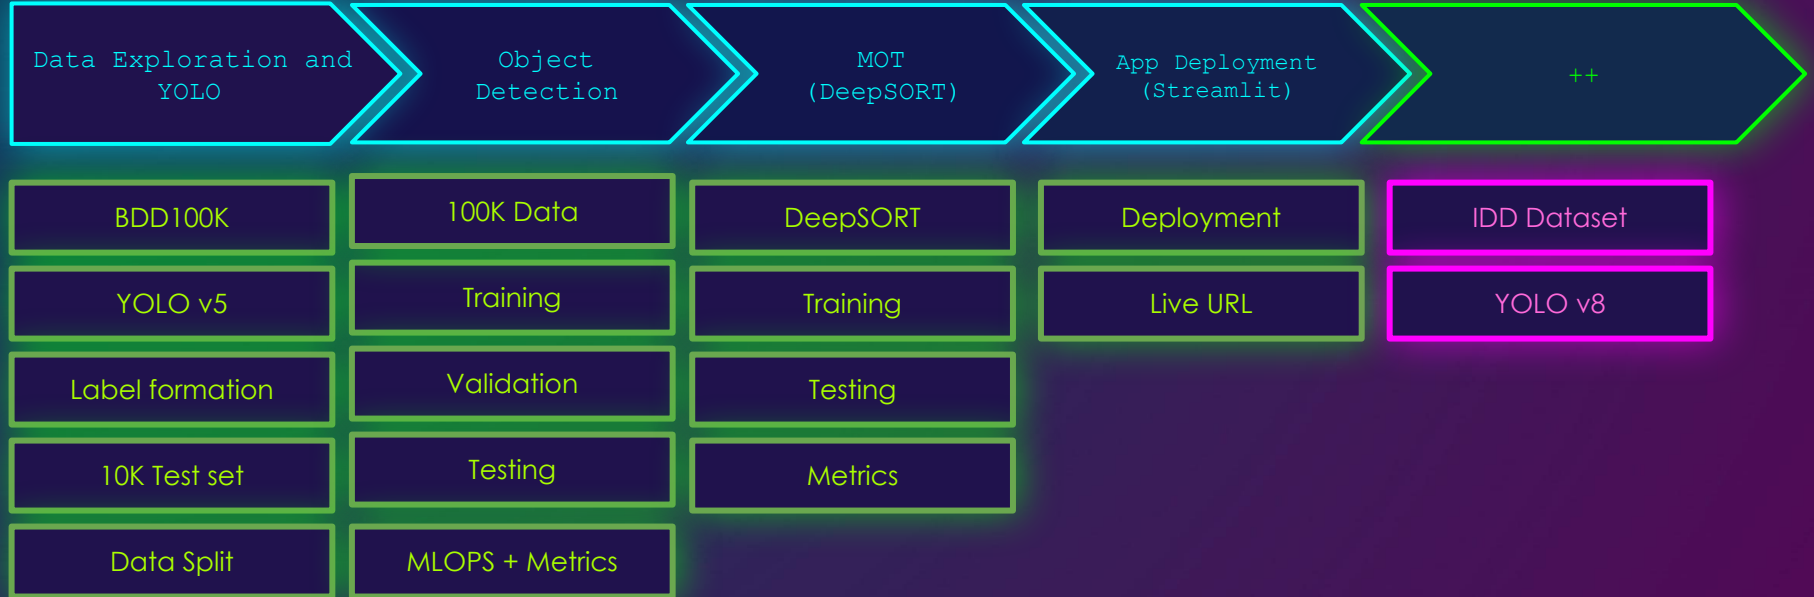 Data Exploration and
YOLO
Object
Detection
MOT
(DeepSORT)
App Deployment
(Streamlit)
++
BDD100K
YOLO v5
Label formation
10K Test set
Data Split
100K Data
Training
Validation
Testing
MLOPS + Metrics
DeepSORT
Training
Testing
Metrics
Deployment
Live URL
IDD Dataset
YOLO v8